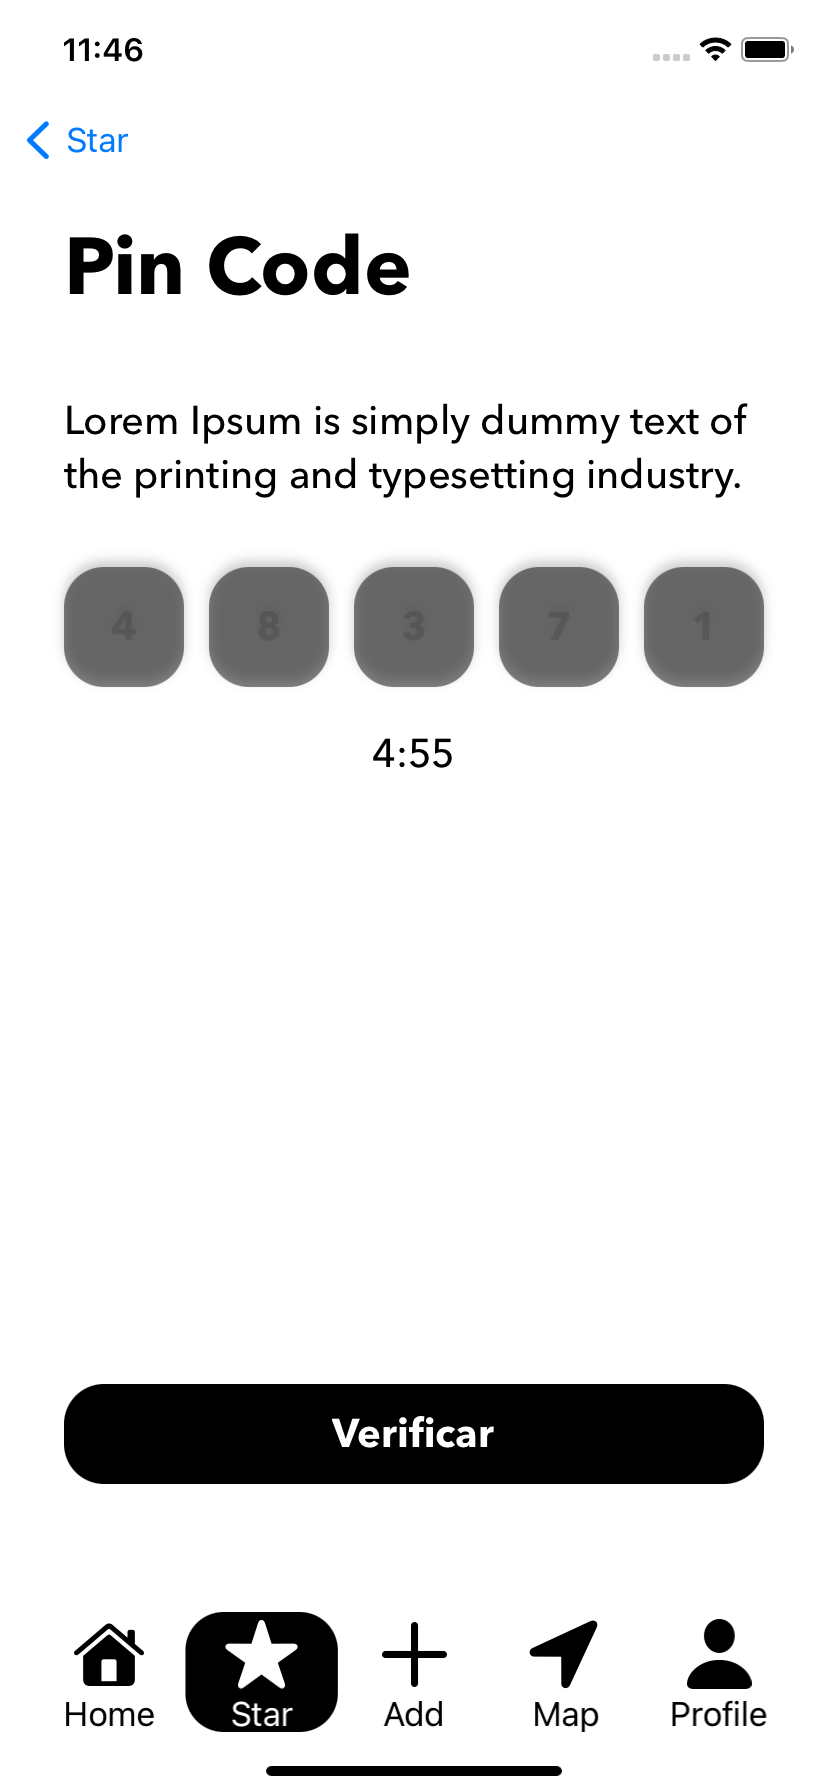 11:46
Star
Pin Code
Lorem Ipsum is simply dummy text of
the printing and typesetting industry.
4 8 3 7 1
4:55
Verificar
Home Star Add Map Profile